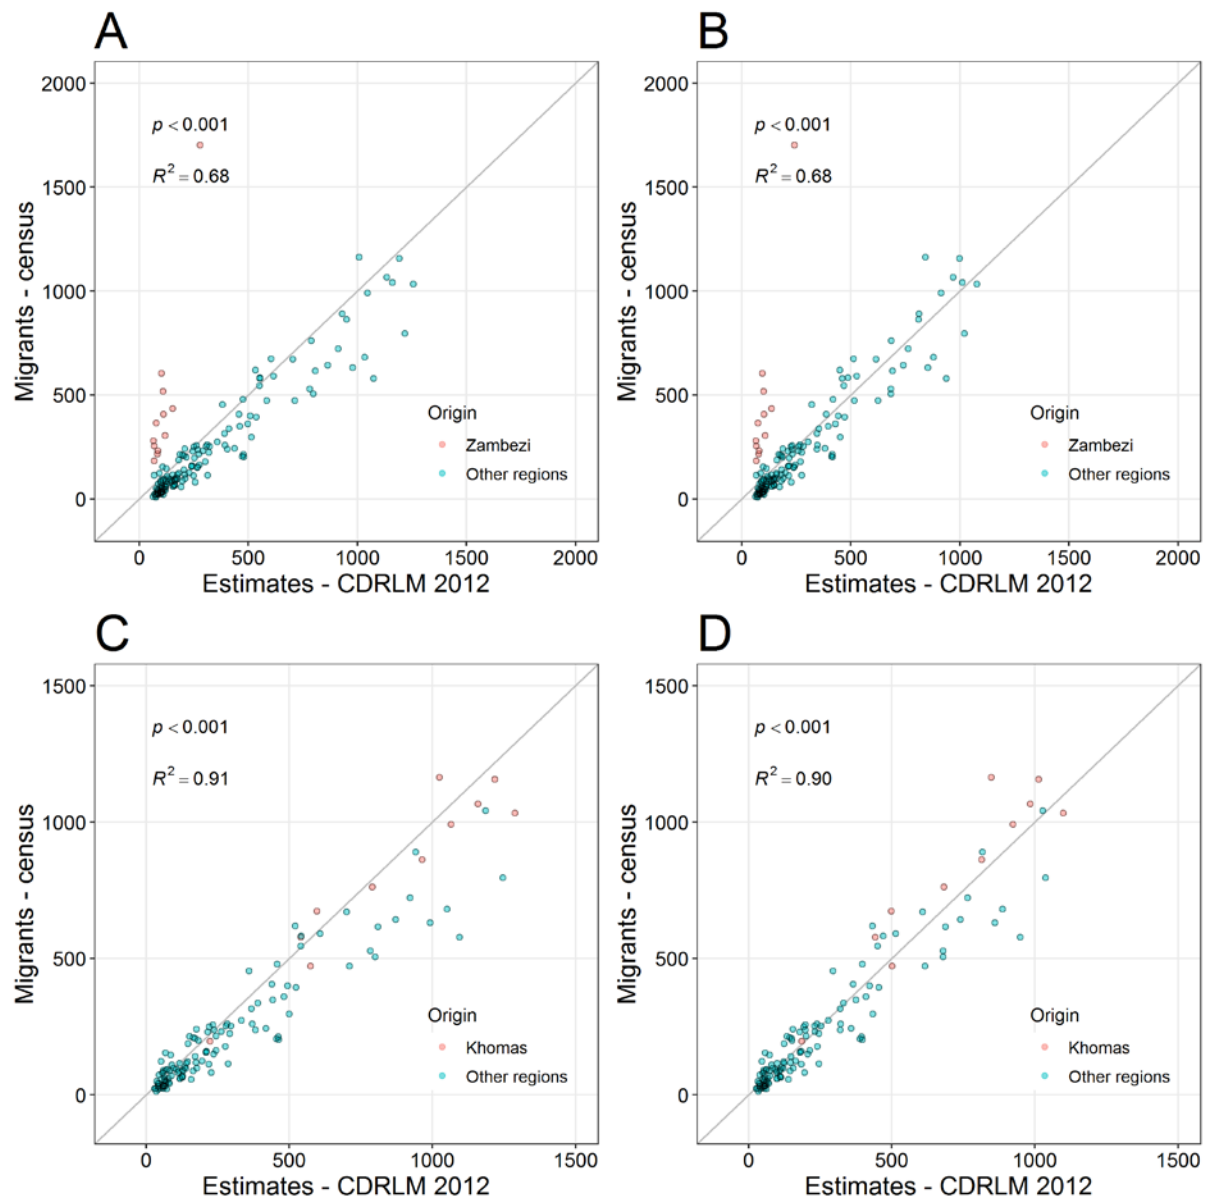 A
2000
1500
1000
500
0
p < 0.001
R² = 0.68
Origin
Zambezi
Other regions
0 500 1000 1500 2000
Migrants - census
Estimates - CDRLM 2012
B
2000
1500
1000
500
0
p < 0.001
R² = 0.68
Origin
Zambezi
Other regions
0 500 1000 1500 2000
Migrants - census
Estimates - CDRLM 2012
C
1500
1000
500
0
p < 0.001
R² = 0.91
Origin
Khomas
Other regions
0 500 1000 1500
Migrants - census
Estimates - CDRLM 2012
D
1500
1000
500
0
p < 0.001
R² = 0.90
Origin
Khomas
Other regions
0 500 1000 1500
Migrants - census
Estimates - CDRLM 2012